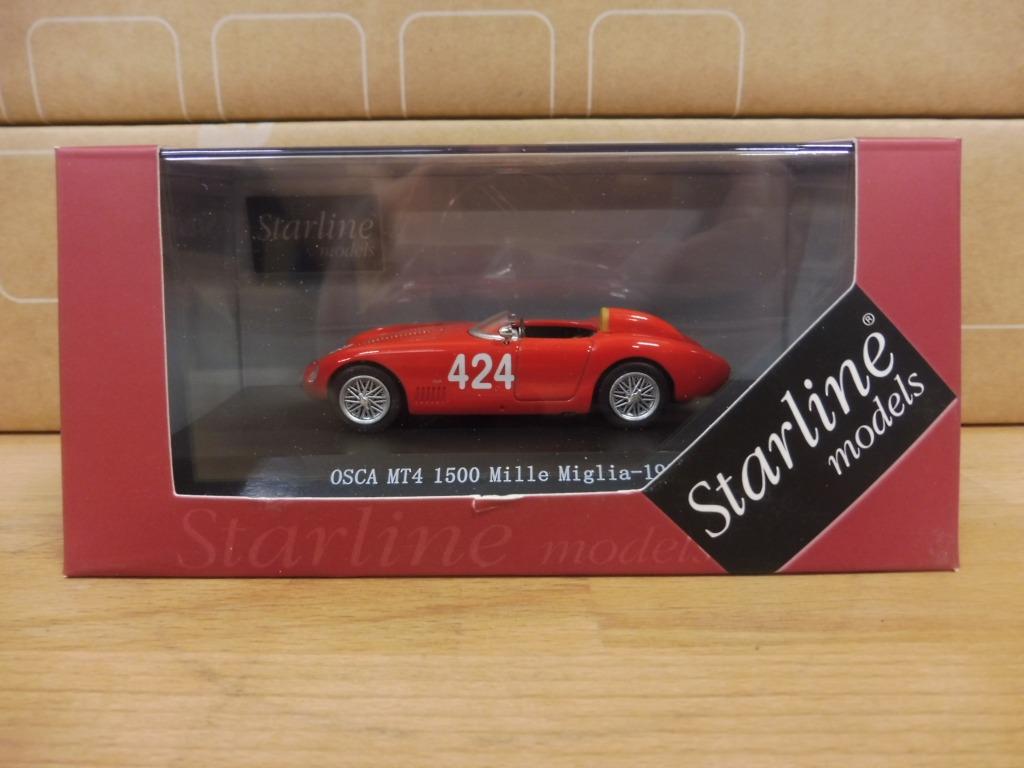 Starline
models
424
OSCA MT4 1500 Mille Miglia-19
Starline®
models
Starline models